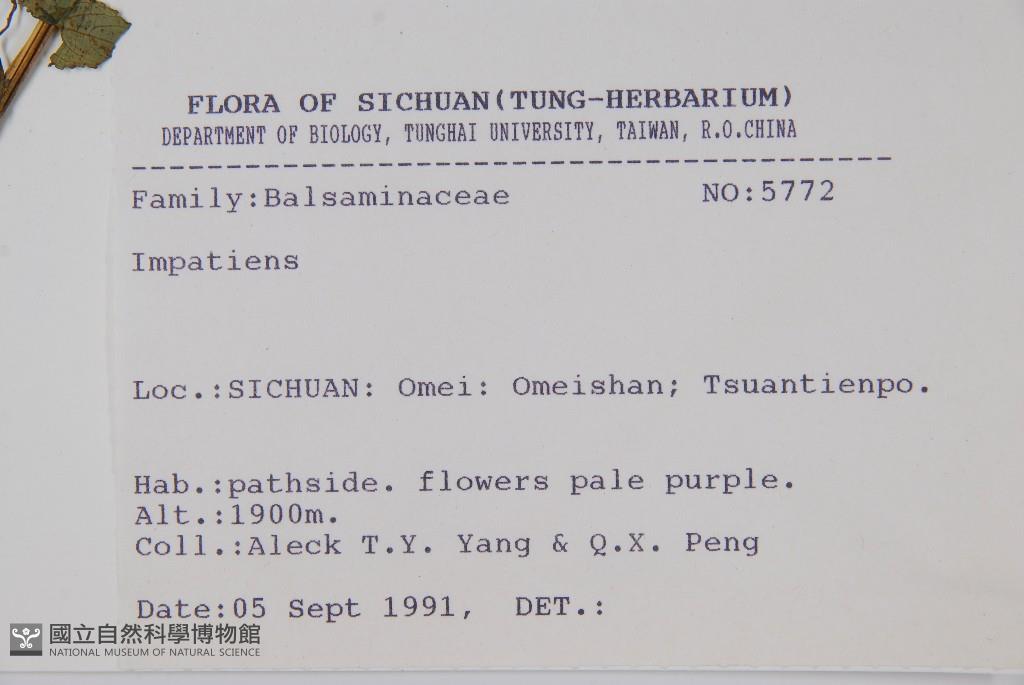 FLORA OF SICHUAN(TUNG-HERBARIUM)
DEPARTMENT OF BIOLOGY, TUNGHAI UNIVERSITY, TAIWAN, R.O.CHINA
Family:Balsaminaceae NO:5772
Impatiens
Loc.:SICHUAN: Omei: Omeishan; Tsuantienpo.
Hab.:pathside. flowers pale purple.
Alt.:1900m.
Coll.:Aleck T.Y. Yang & Q.X. Peng
Date:05 Sept 1991, DET.:
國立自然科學博物館
NATIONAL MUSEUM OF NATURAL SCIENCE